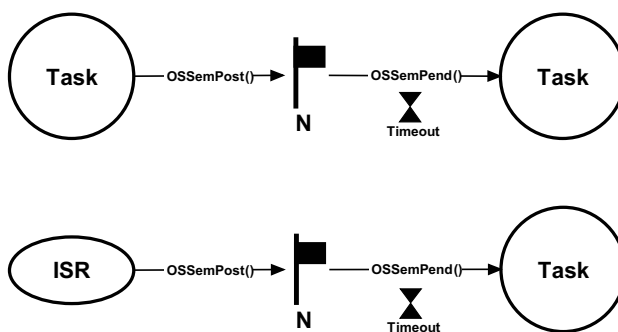 Task OSSemPost() OSSemPend() Task
N Timeout
ISR OSSemPost() OSSemPend() Task
N Timeout